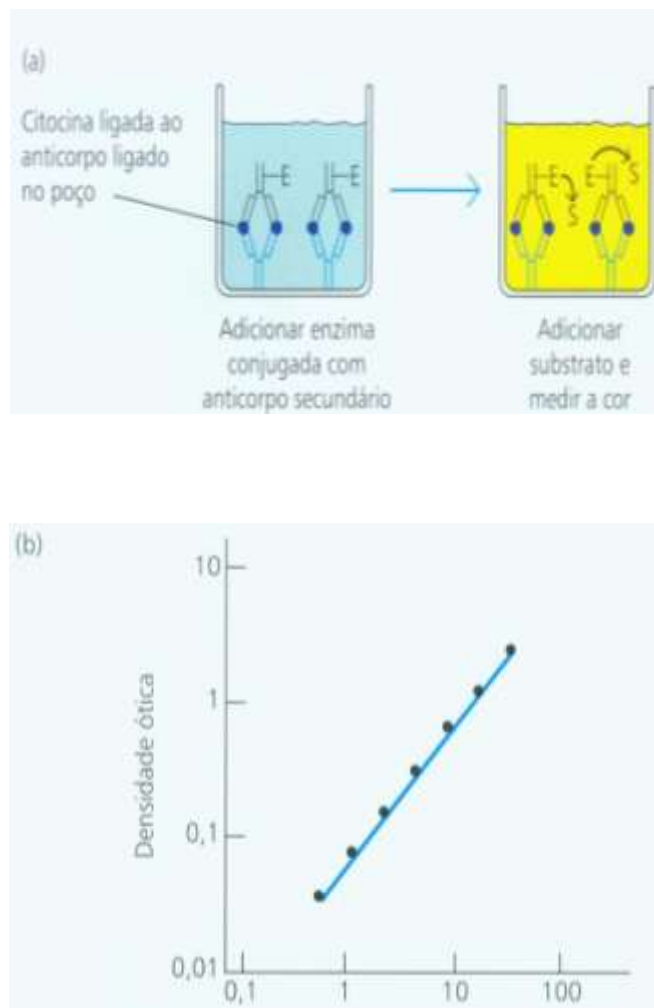 (a)
Citocina ligada ao
anticorpo ligado
no poço
E
E
E
S
E
S
Adicionar enzima
conjugada com
anticorpo secundário
Adicionar
substrato e
medir a cor
(b)
10
1
0,1
0,01
Densidade ótica
0,1
1
10
100